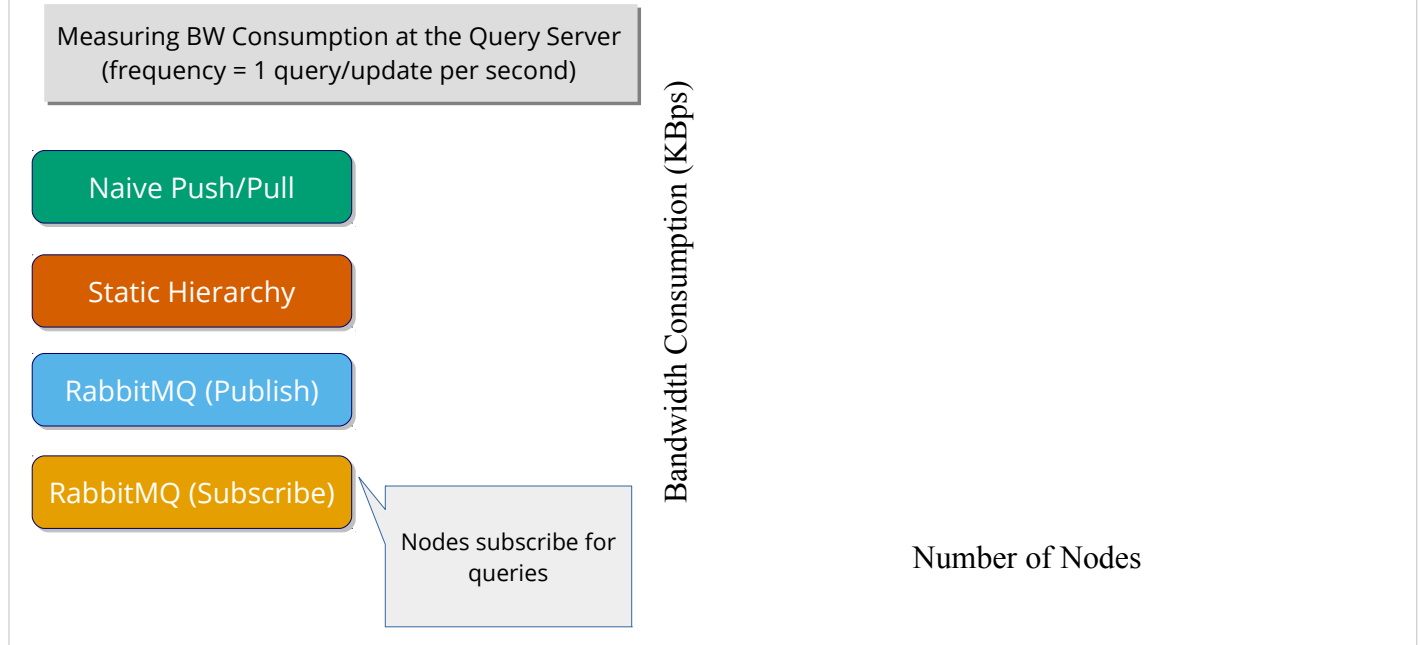 Measuring BW Consumption at the Query Server
(frequency = 1 query/update per second)
Naive Push/Pull
Static Hierarchy
RabbitMQ (Publish)
RabbitMQ (Subscribe)
Nodes subscribe for
queries
Bandwidth Consumption (KBps)
Number of Nodes